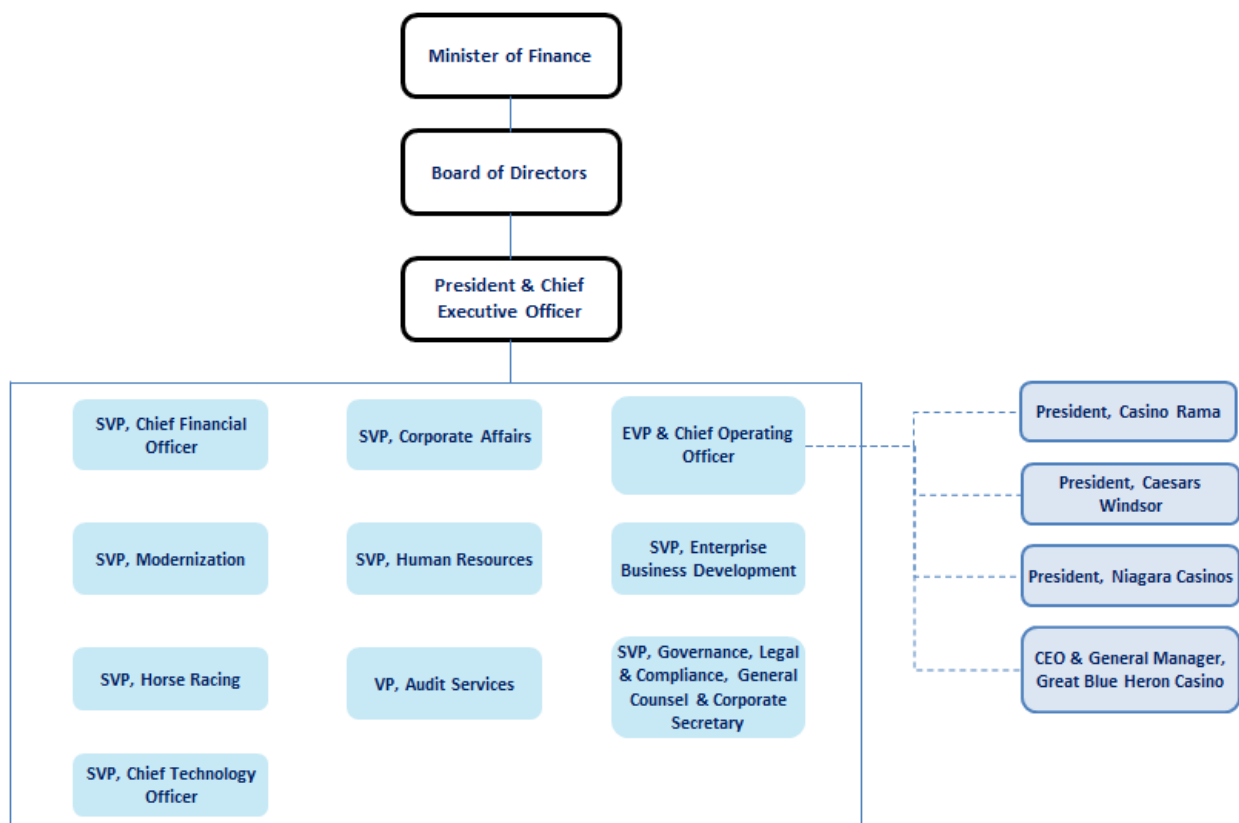 Minister of Finance
Board of Directors
President & Chief
Executive Officer
SVP, Chief Financial
Officer
SVP, Corporate Affairs
EVP & Chief Operating
Officer
President, Casino Rama
President, Caesars
Windsor
SVP, Modernization
SVP, Human Resources
SVP, Enterprise
Business Development
President, Niagara Casinos
SVP, Horse Racing
VP, Audit Services
SVP, Governance, Legal
& Compliance, General
Counsel & Corporate
Secretary
CEO & General Manager,
Great Blue Heron Casino
SVP, Chief Technology
Officer